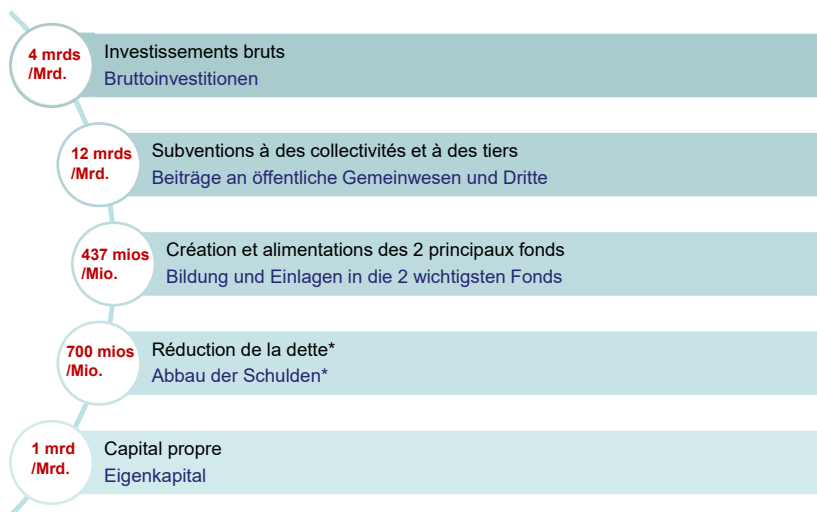 4 mrds
/Mrd.
Investissements bruts
Bruttoinvestitionen
12 mrds
/Mrd.
Subventions à des collectivités et à des tiers
Beiträge an öffentliche Gemeinwesen und Dritte
437 mios
/Mio.
Création et alimentations des 2 principaux fonds
Bildung und Einlagen in die 2 wichtigsten Fonds
700 mios
/Mio.
Réduction de la dette*
Abbau der Schulden*
1 mrd
/Mrd.
Capital propre
Eigenkapital